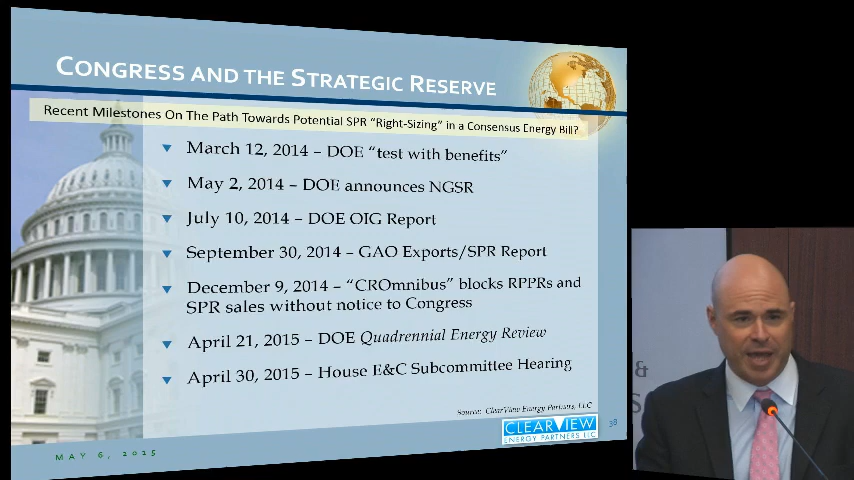 CONGRESS AND THE STRATEGIC RESERVE
Recent Milestones On The Path Towards Potential SPR "Right-Sizing" in a Consensus Energy Bill?
March 12, 2014 – DOE "test with benefits"
May 2, 2014 – DOE announces NGSR
July 10, 2014 – DOE OIG Report
September 30, 2014 – GAO Exports/SPR Report
December 9, 2014 – "CROmnibus" blocks RPPRs and
SPR sales without notice to Congress
April 21, 2015 – DOE Quadrennial Energy Review
April 30, 2015 – House E&C Subcommittee Hearing
Source: ClearView Energy Partners, LLC
CLEARVIEW
ENERGY PARTNERS LLC
38
MAY 6, 2015
&
S